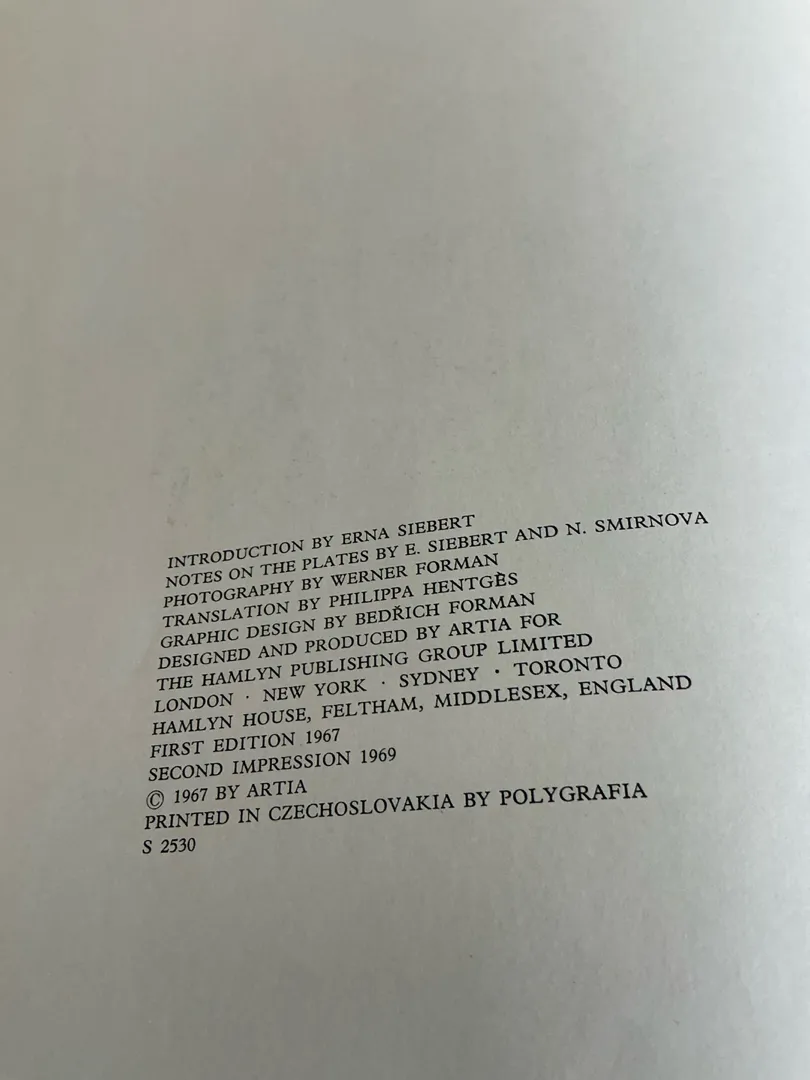 INTRODUCTION BY ERNA SIEBERT
NOTES ON THE PLATES BY E. SIEBERT AND N. SMIRNOVA
PHOTOGRAPHY BY WERNER FORMAN
TRANSLATION BY PHILIPPA HENTGÈS
GRAPHIC DESIGN BY BEDŘICH FORMAN
DESIGNED AND PRODUCED BY ARTIA FOR
THE HAMLYN PUBLISHING GROUP LIMITED
LONDON · NEW YORK · SYDNEY · TORONTO
HAMLYN HOUSE, FELTHAM, MIDDLESEX, ENGLAND
FIRST EDITION 1967
SECOND IMPRESSION 1969
© 1967 BY ARTIA
PRINTED IN CZECHOSLOVAKIA BY POLYGRAFIA
S 2530